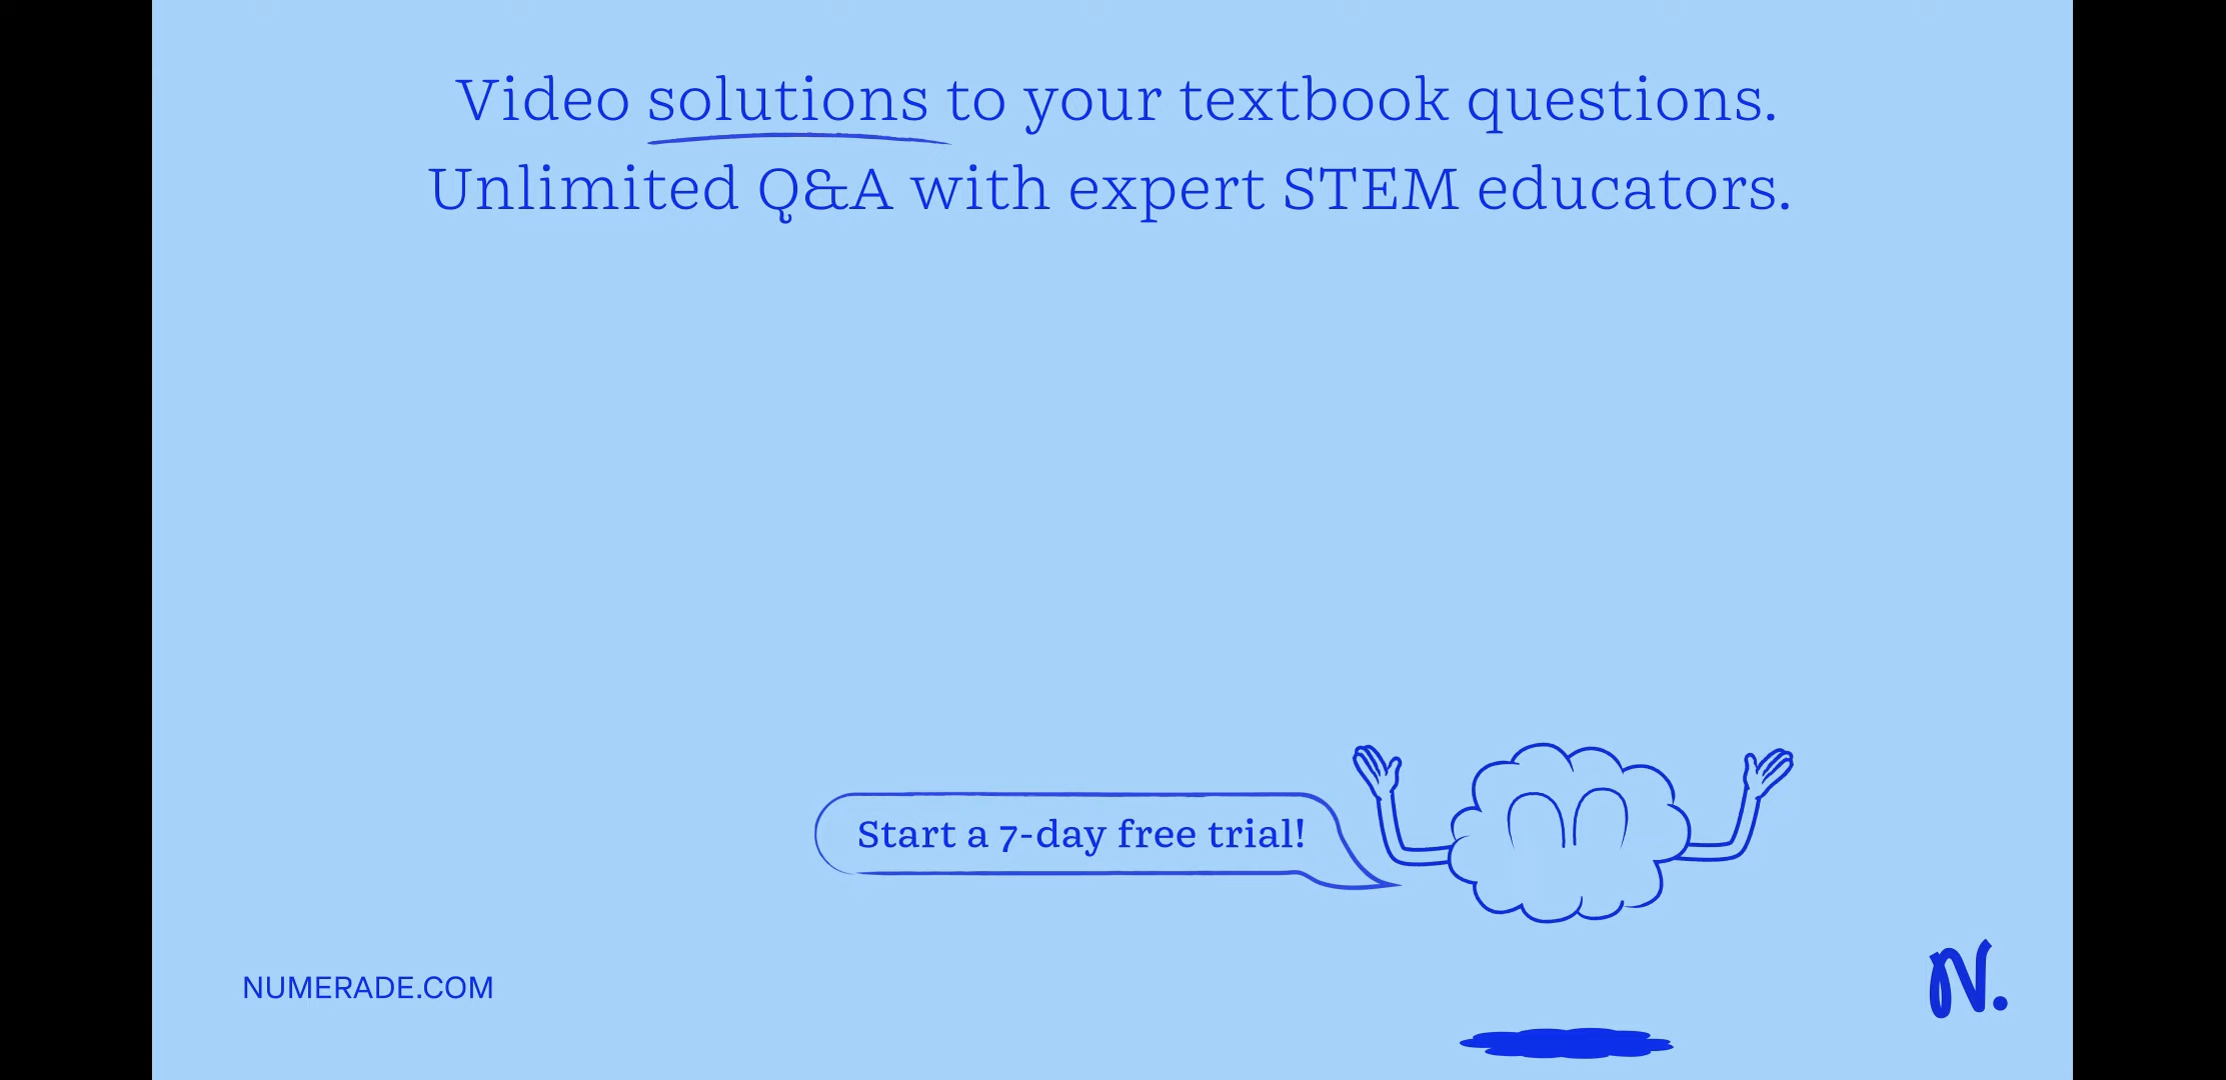 Video solutions to your textbook questions.
Unlimited Q&A with expert STEM educators.
Start a 7-day free trial!
NUMERADE.COM
N.